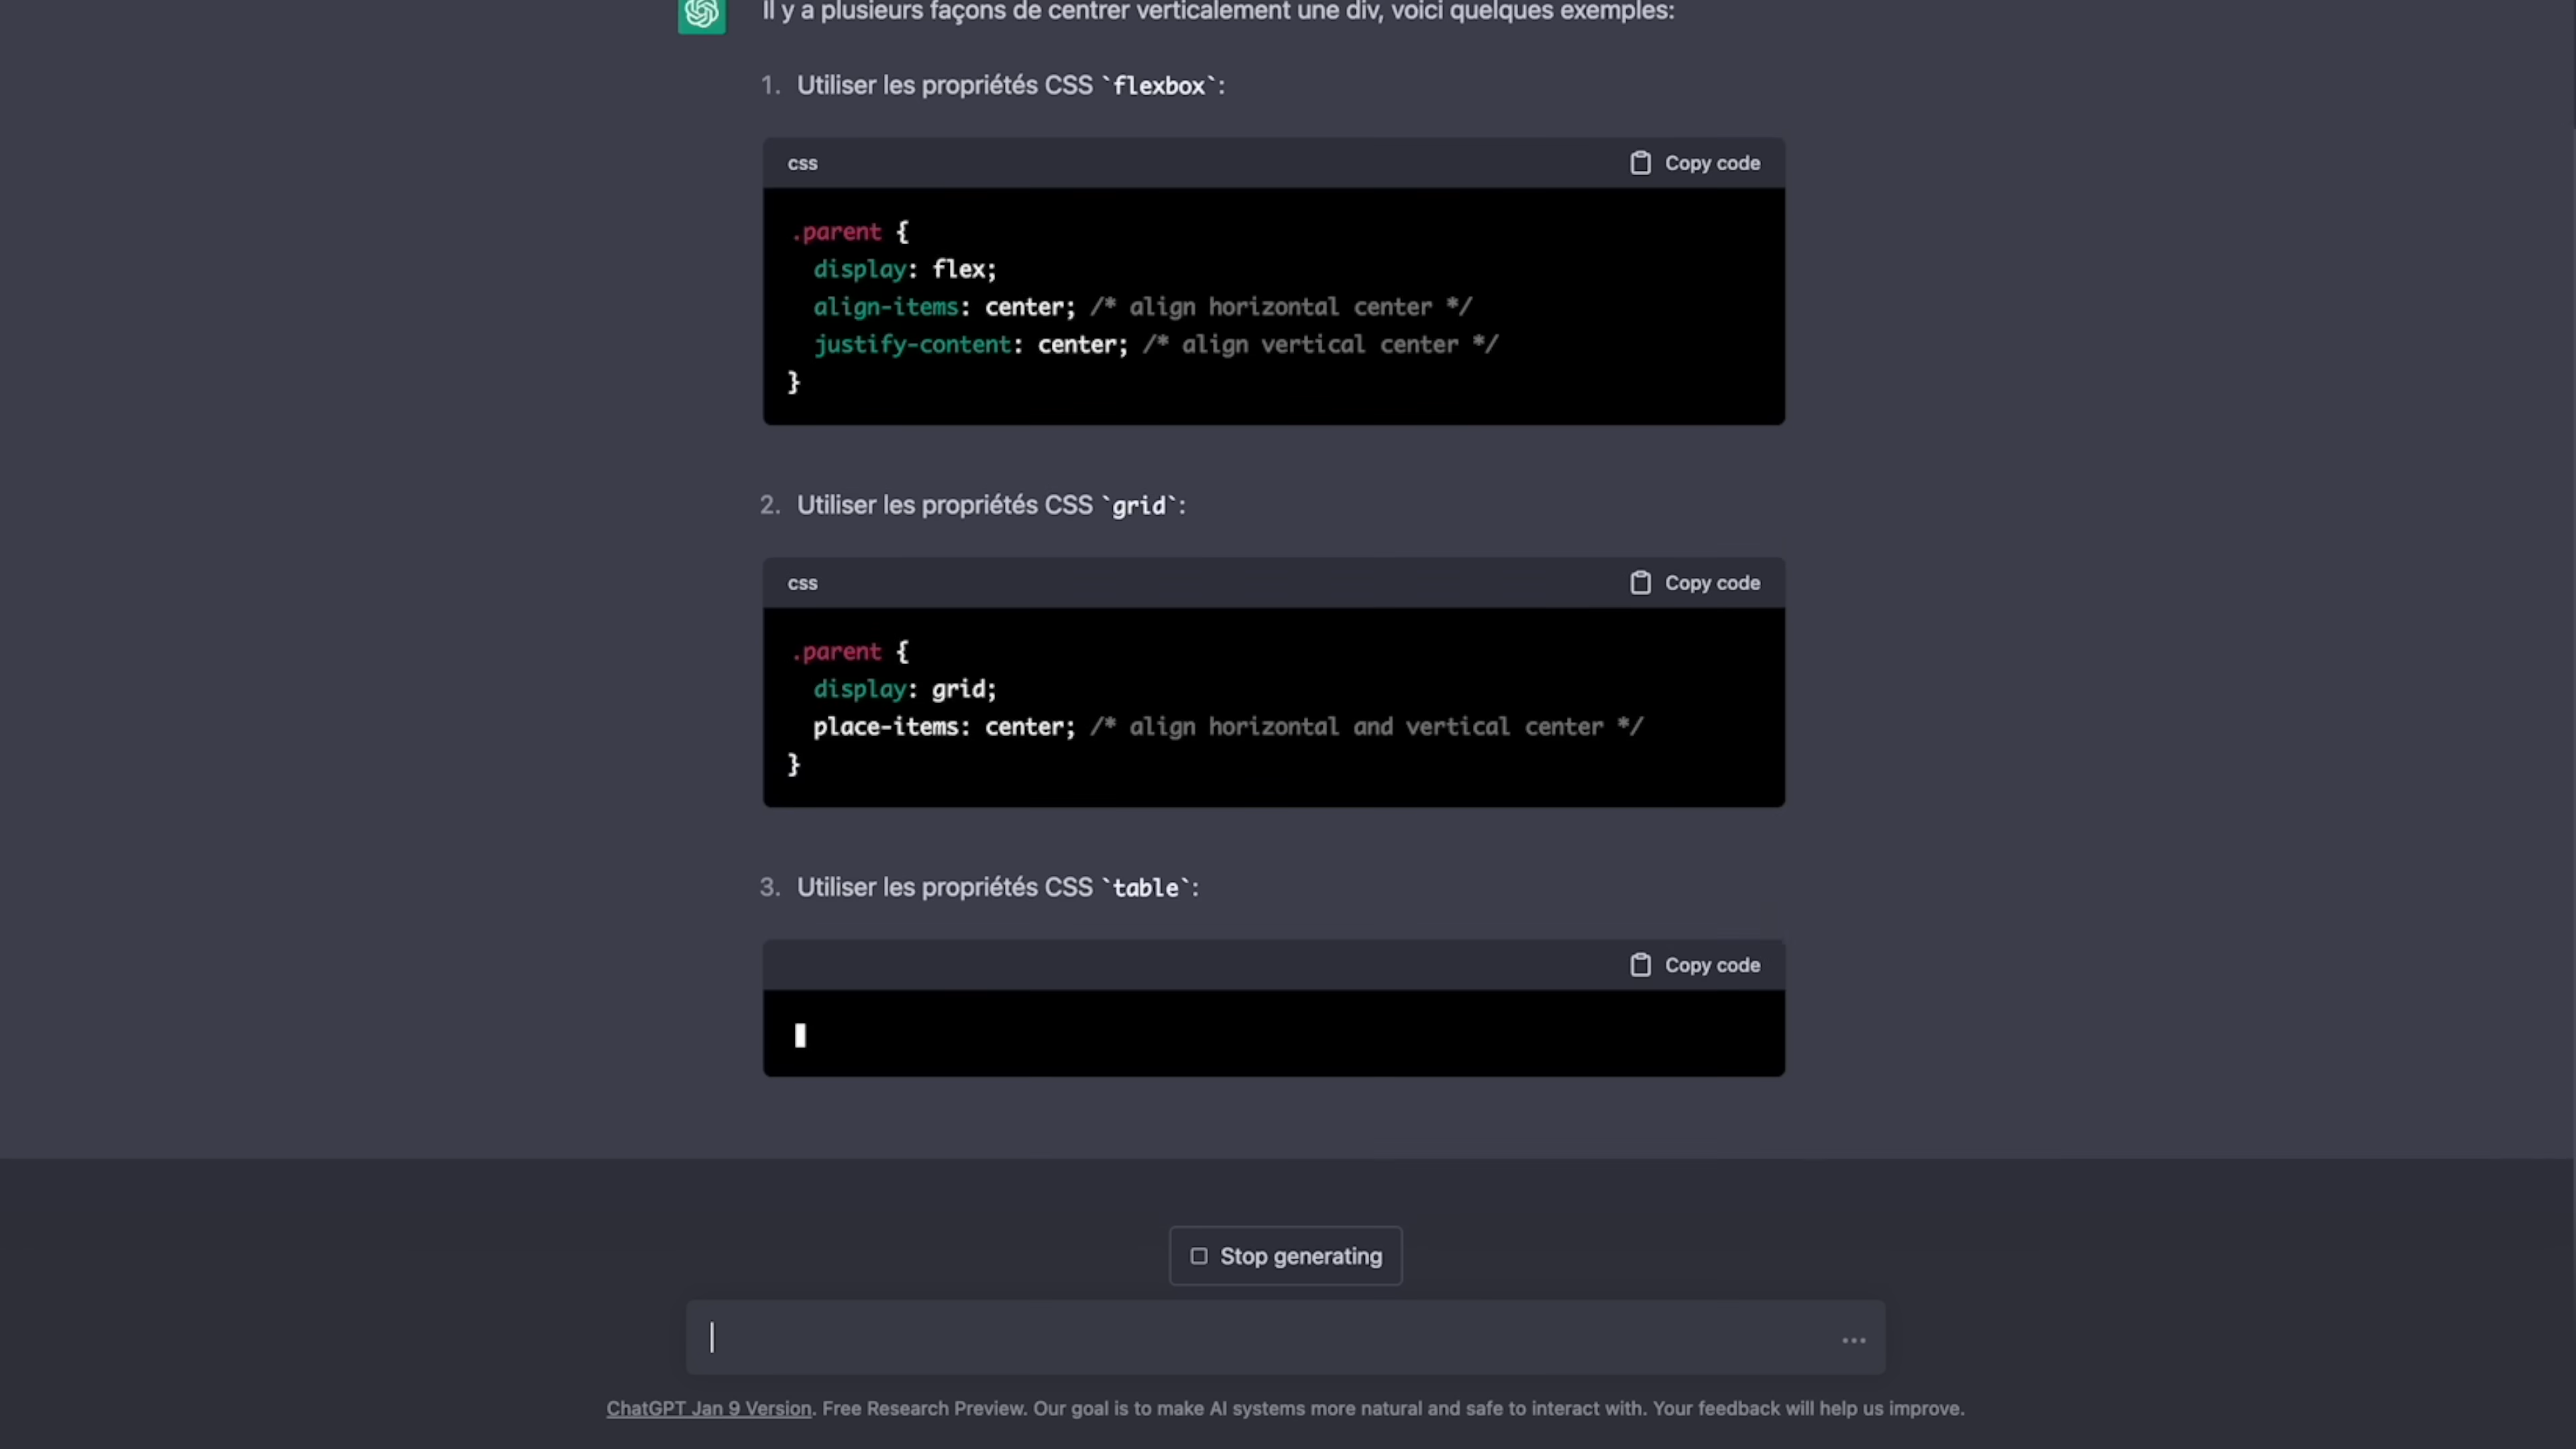 Il y a plusieurs façons de centrer verticalement une div, voici quelques exemples:
1. Utiliser les propriétés CSS `flexbox`:
css
Copy code
.parent {
  display: flex;
  align-items: center; /* align horizontal center */
  justify-content: center; /* align vertical center */
}
2. Utiliser les propriétés CSS `grid`:
css
Copy code
.parent {
  display: grid;
  place-items: center; /* align horizontal and vertical center */
}
3. Utiliser les propriétés CSS `table`:
Copy code
Stop generating
ChatGPT Jan 9 Version. Free Research Preview. Our goal is to make AI systems more natural and safe to interact with. Your feedback will help us improve.